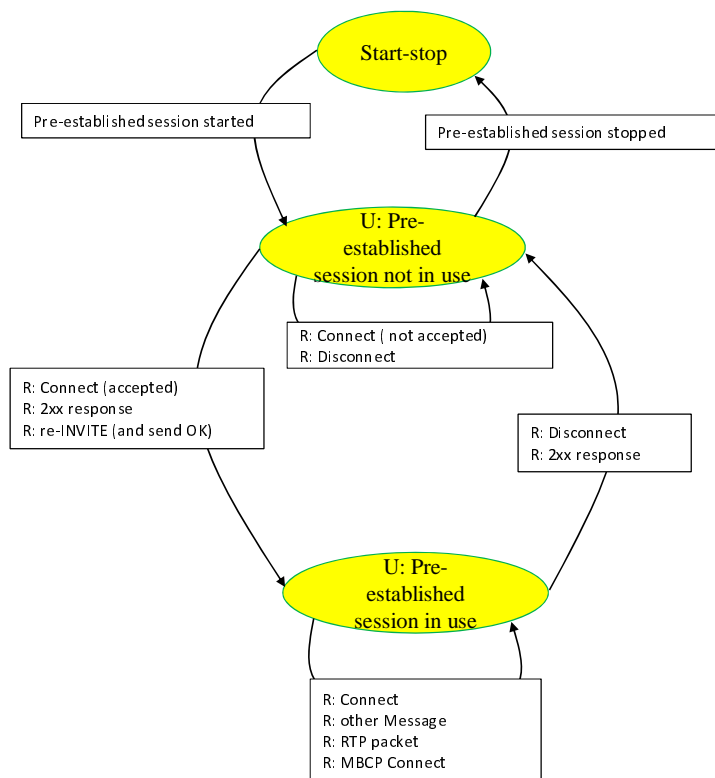 Start-stop
Pre-established session started
Pre-established session stopped
U: Pre-
established
session not in use
R: Connect ( not accepted)
R: Disconnect
R: Connect (accepted)
R: 2xx response
R: re-INVITE (and send OK)
R: Disconnect
R: 2xx response
U: Pre-
established
session in use
R: Connect
R: other Message
R: RTP packet
R: MBCP Connect